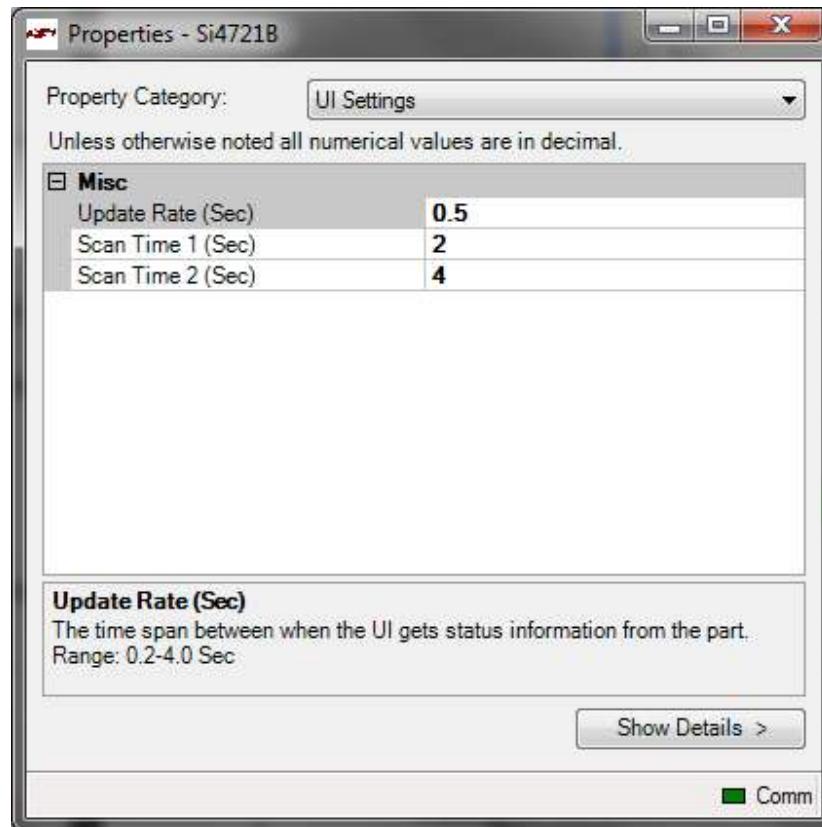 Properties - Si4721B
Property Category: UI Settings
Unless otherwise noted all numerical values are in decimal.
Misc
Update Rate (Sec) 0.5
Scan Time 1 (Sec) 2
Scan Time 2 (Sec) 4
Update Rate (Sec)
The time span between when the UI gets status information from the part.
Range: 0.2-4.0 Sec
Show Details >
Comm